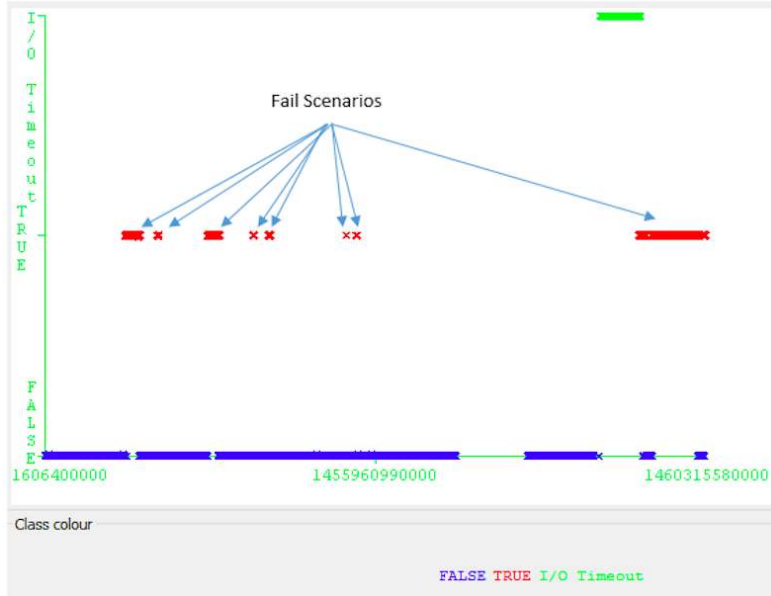 I/O Timeout
TRUE
FALSE
Fail Scenarios
1606400000
1455960990000
1460315580000
Class colour
FALSE TRUE I/O Timeout